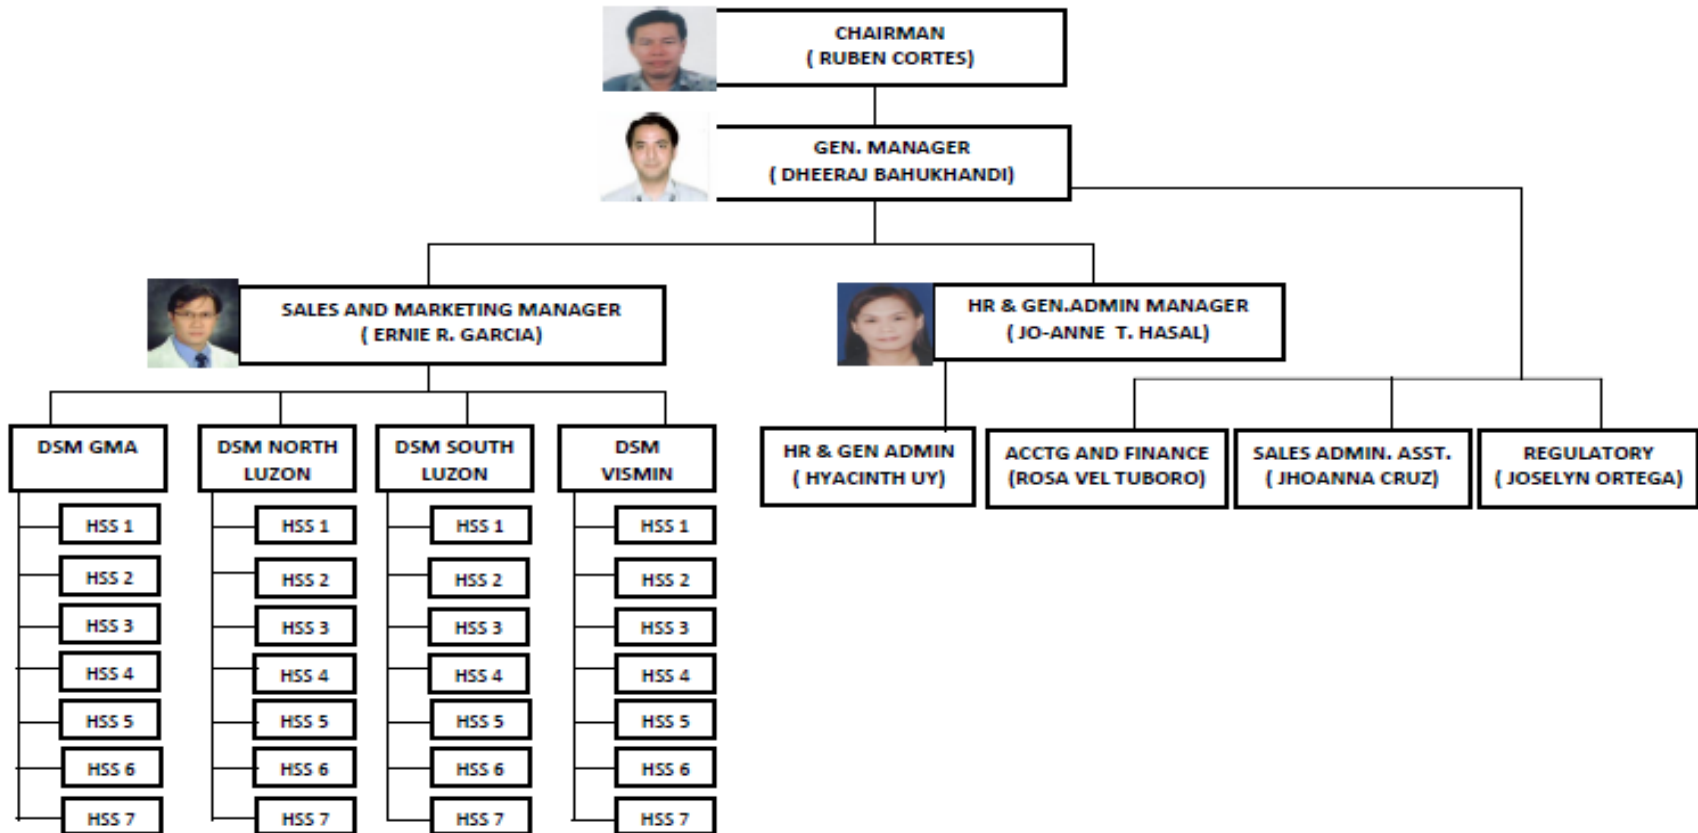 CHAIRMAN
( RUBEN CORTES)
GEN. MANAGER
( DHEERAJ BAHUKHANDI)
SALES AND MARKETING MANAGER
( ERNIE R. GARCIA)
HR & GEN.ADMIN MANAGER
( JO-ANNE T. HASAL)
DSM GMA
DSM NORTH
LUZON
DSM SOUTH
LUZON
DSM
VISMIN
HR & GEN ADMIN
( HYACINTH UY)
ACCTG AND FINANCE
(ROSA VEL TUBORO)
SALES ADMIN. ASST.
( JHOANNA CRUZ)
REGULATORY
( JOSELYN ORTEGA)
HSS 1
HSS 2
HSS 3
HSS 4
HSS 5
HSS 6
HSS 7
HSS 1
HSS 2
HSS 3
HSS 4
HSS 5
HSS 6
HSS 7
HSS 1
HSS 2
HSS 3
HSS 4
HSS 5
HSS 6
HSS 7
HSS 1
HSS 2
HSS 3
HSS 4
HSS 5
HSS 6
HSS 7